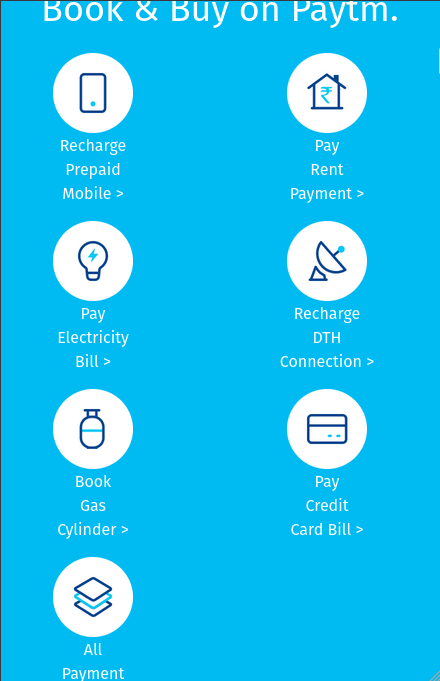 Book & Buy on Paytm.
Recharge
Prepaid
Mobile >
Pay
Rent
Payment >
Pay
Electricity
Bill >
Recharge
DTH
Connection >
Book
Gas
Cylinder >
Pay
Credit
Card Bill >
All
Payment